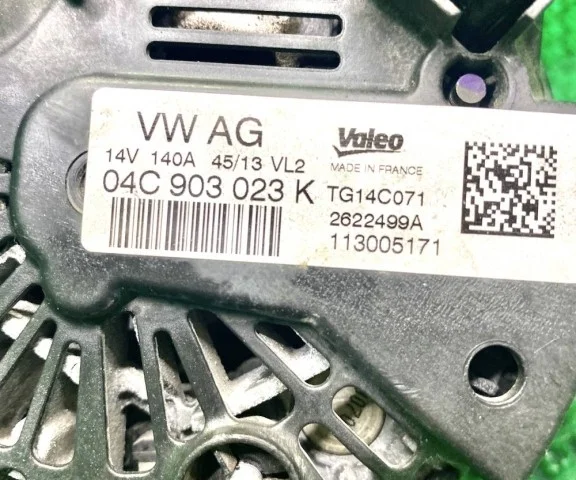 VW AG
14V 140A 45/13 VL2
04C 903 023 K
Valeo
MADE IN FRANCE
TG14C071
2622499A
113005171